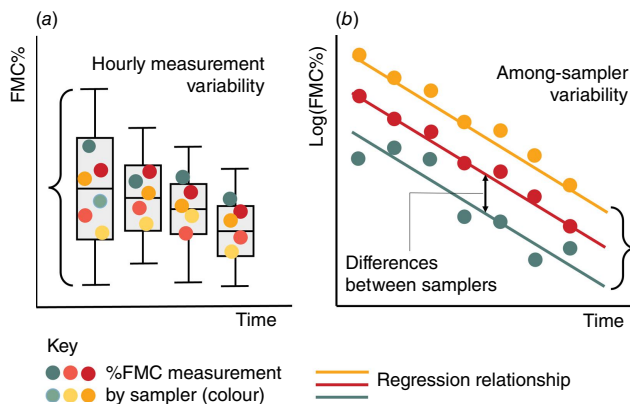 (a)
FMC%
Hourly measurement
variability
Time
(b)
Log(FMC%)
Among-sampler
variability
Differences
between samplers
Time
Key
%FMC measurement
by sampler (colour)
Regression relationship